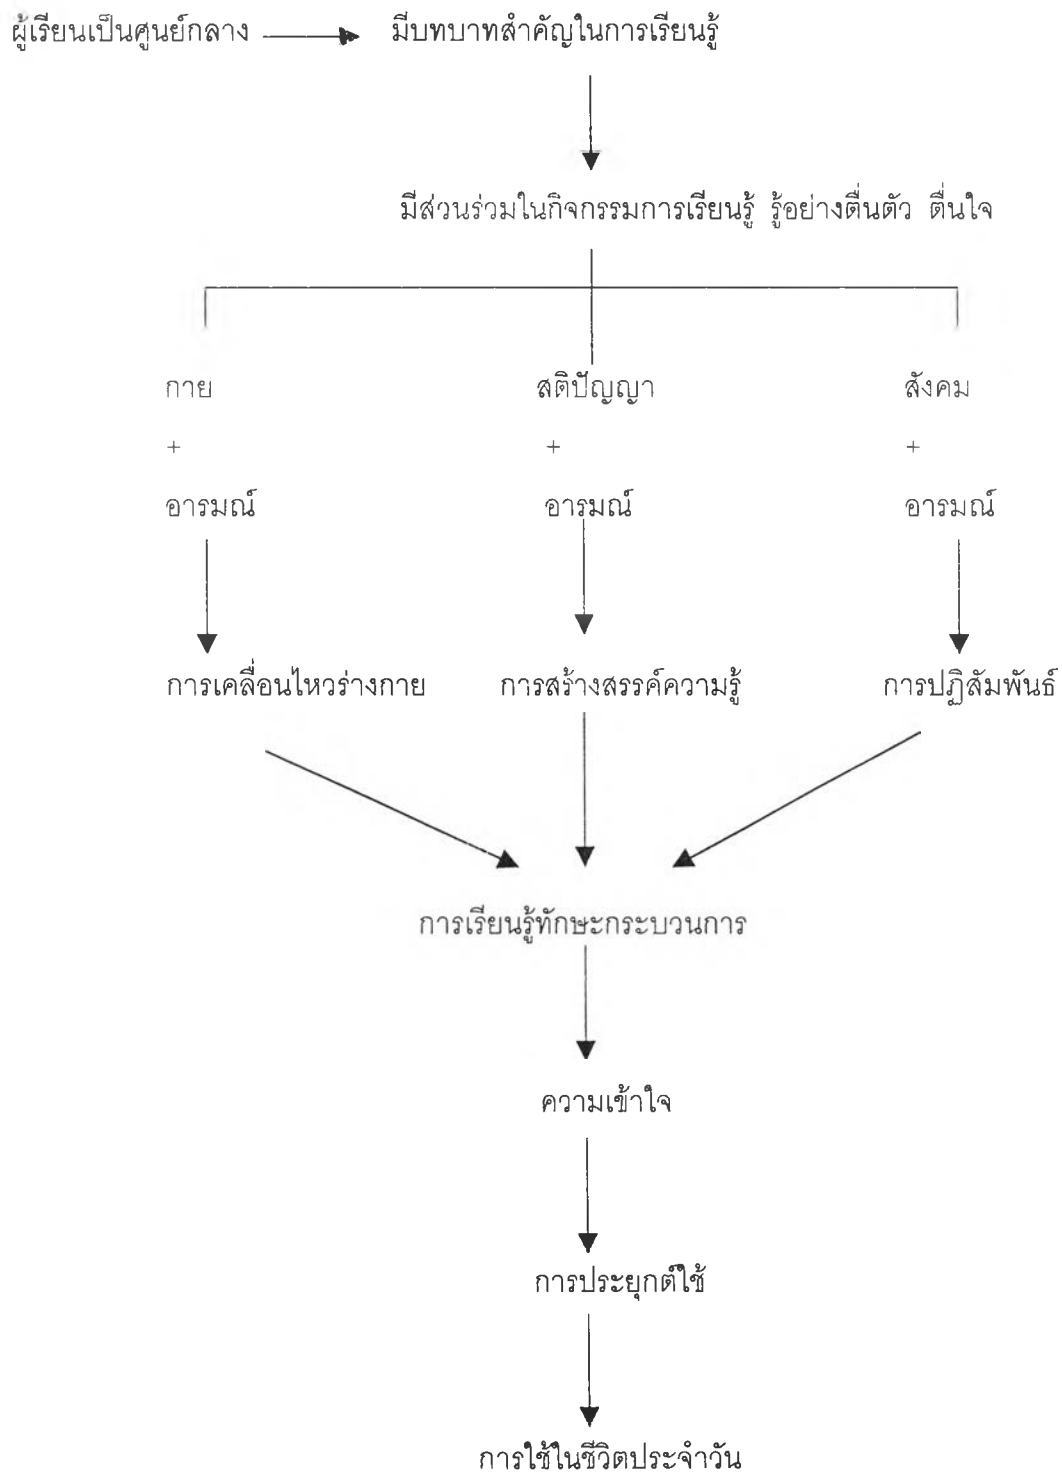 ผู้เรียนเป็นศูนย์กลาง มีบทบาทสำคัญในการเรียนรู้
มีส่วนร่วมในกิจกรรมการเรียนรู้ รู้อย่างตื่นตัว ตื่นใจ
กาย สติปัญญา สังคม
+ + +
อารมณ์ อารมณ์ อารมณ์
การเคลื่อนไหวร่างกาย การสร้างสรรค์ความรู้ การปฏิสัมพันธ์
การเรียนรู้ทักษะกระบวนการ
ความเข้าใจ
การประยุกต์ใช้
การใช้ในชีวิตประจำวัน